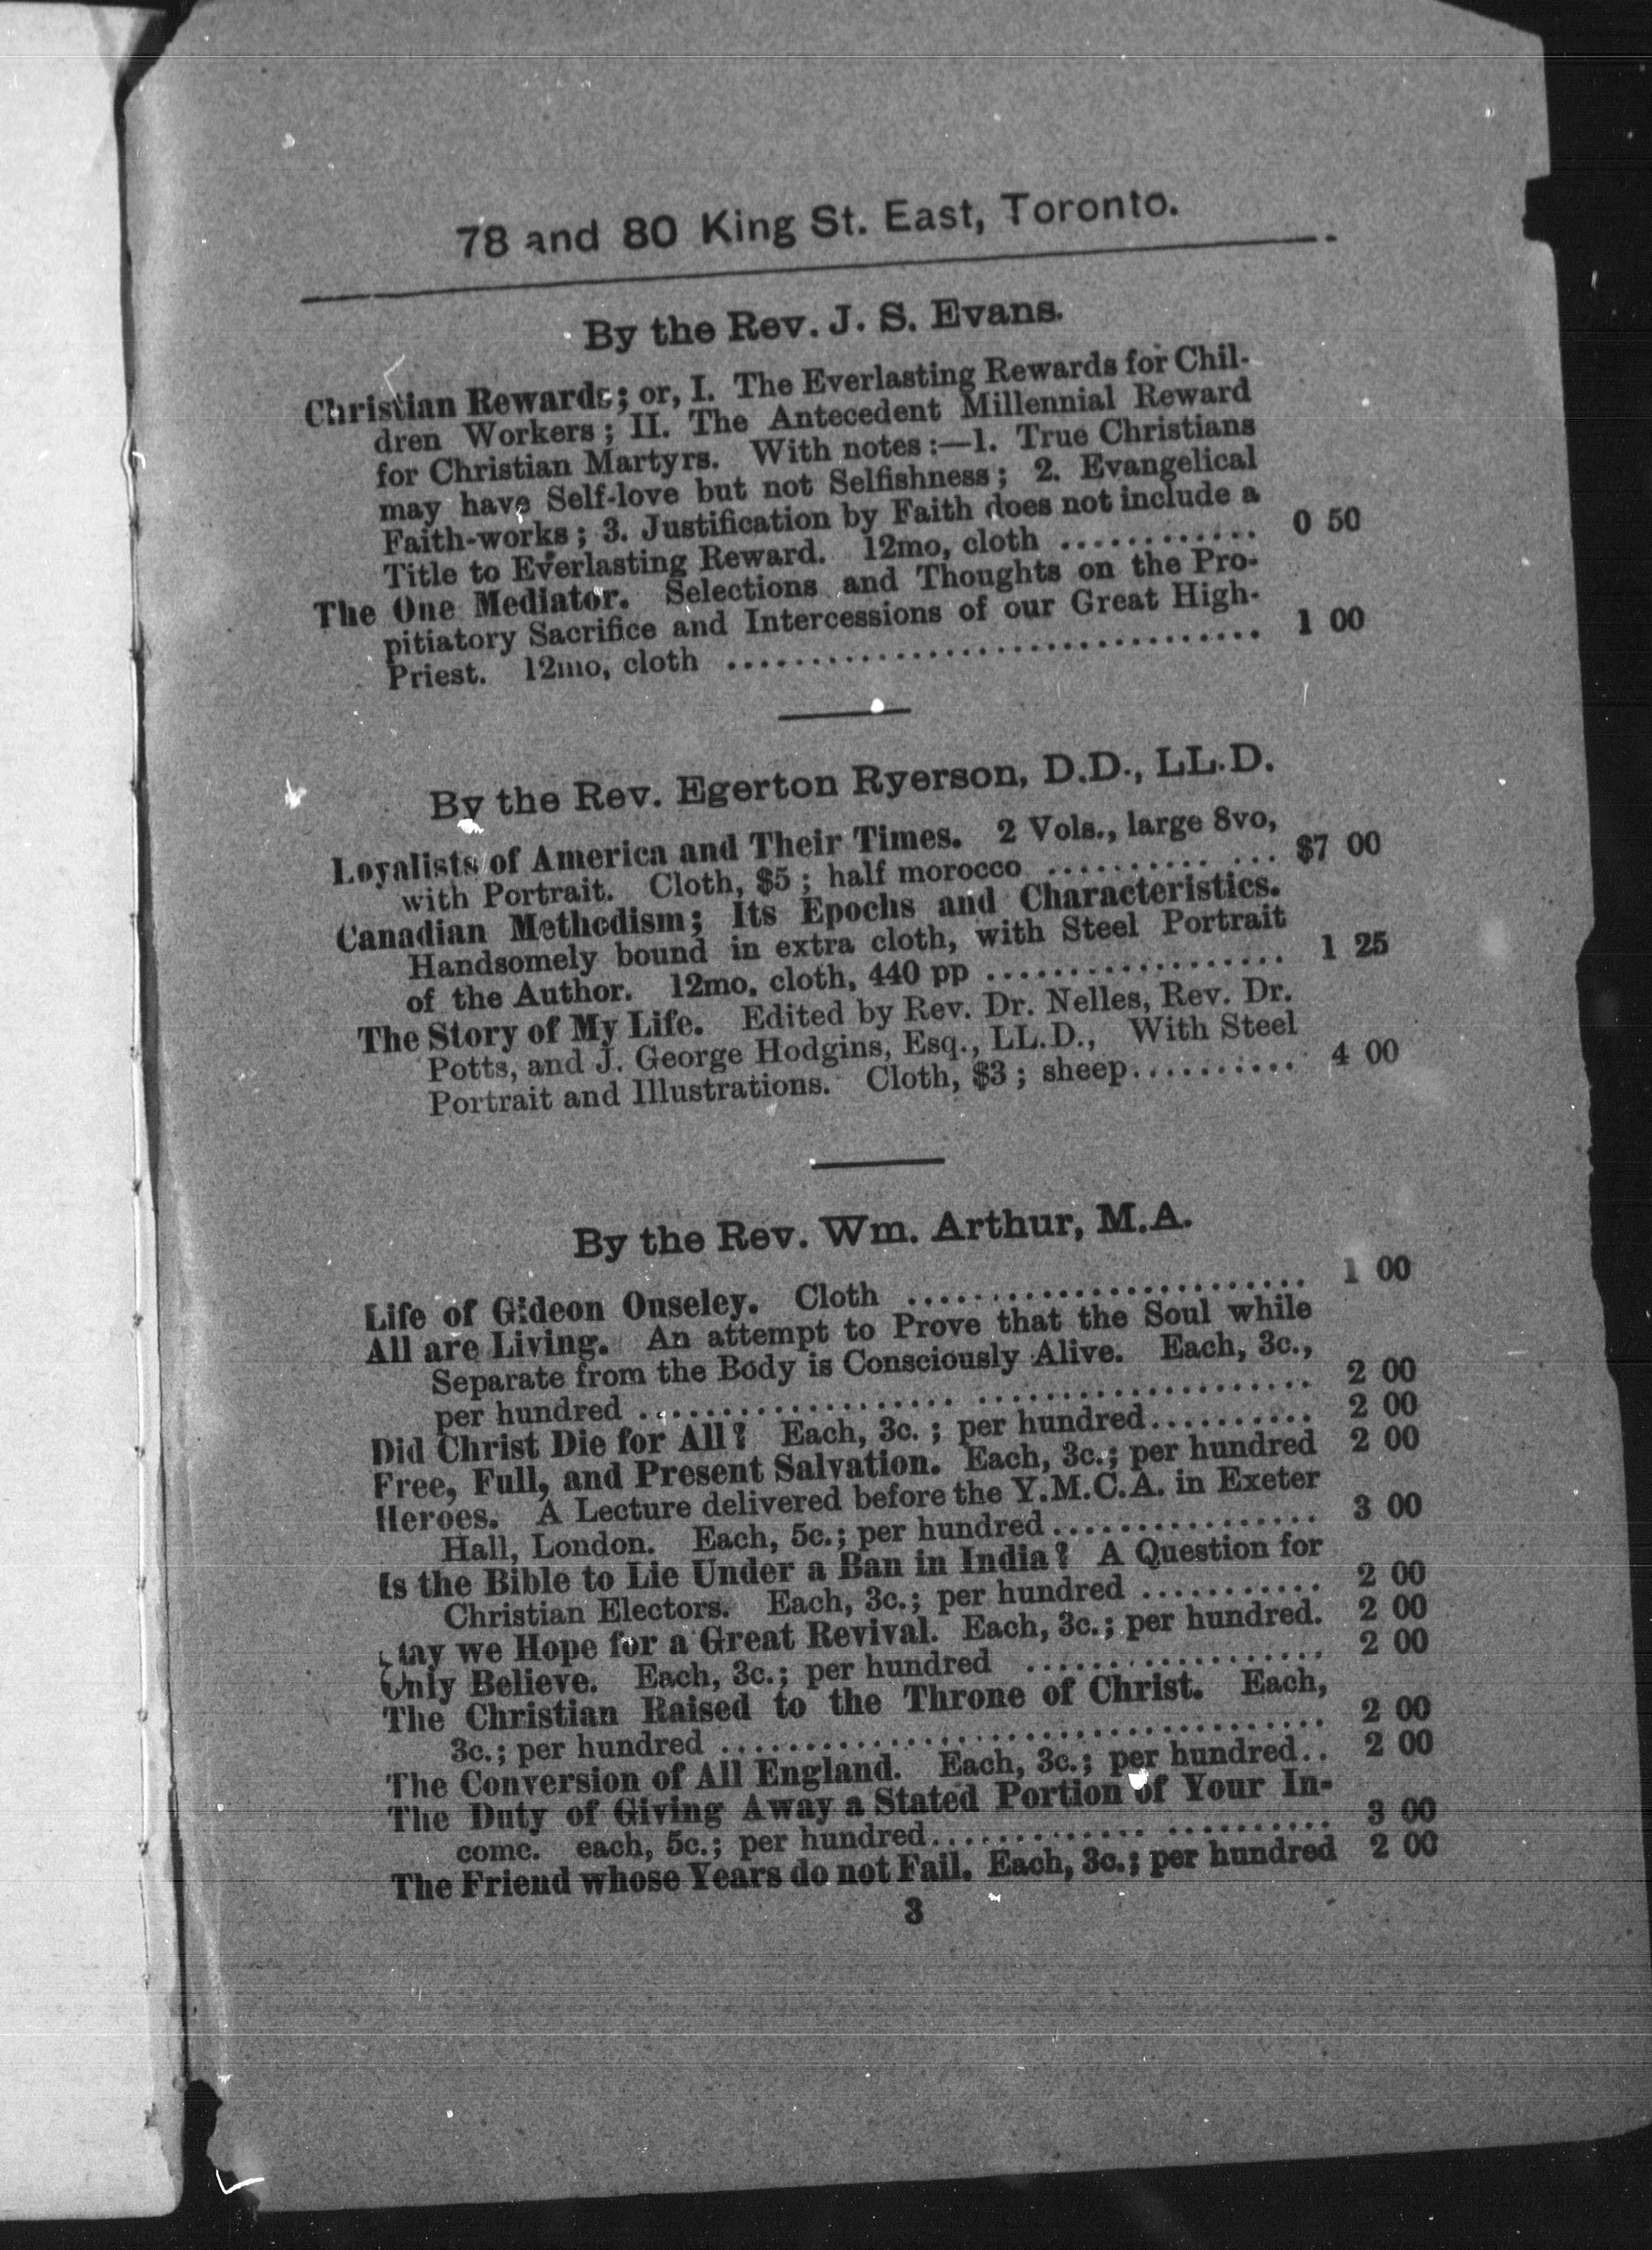 78 and 80 King St. East, Toronto.
By the Rev. J. S. Evans.
Christian Rewards; or, I. The Everlasting Rewards for Chil-
dren Workers; II. The Antecedent Millennial Reward
for Christian Martyrs. With notes:—1. True Christians
may have Self-love but not Selfishness; 2. Evangelical
Faith-works; 3. Justification by Faith does not include a
Title to Everlasting Reward. 12mo, cloth ............ 0 50
The One Mediator. Selections and Thoughts on the Pro-
pitiatory Sacrifice and Intercessions of our Great High-
Priest. 12mo, cloth ................................ 1 00
By the Rev. Egerton Ryerson, D.D., LL.D.
Loyalists of America and Their Times. 2 Vols., large 8vo,
with Portrait. Cloth, $5; half morocco .......... ... $7 00
Canadian Methodism; Its Epochs and Characteristics.
Handsomely bound in extra cloth, with Steel Portrait
of the Author. 12mo, cloth, 440 pp .................. 1 25
The Story of My Life. Edited by Rev. Dr. Nelles, Rev. Dr.
Potts, and J. George Hodgins, Esq., LL.D., With Steel
Portrait and Illustrations. Cloth, $3; sheep.......... 4 00
By the Rev. Wm. Arthur, M.A.
Life of Gideon Onseley. Cloth ........................ 1 00
All are Living. An attempt to Prove that the Soul while
Separate from the Body is Consciously Alive. Each, 3c.,
per hundred ................... .................... 2 00
Did Christ Die for All? Each, 3c.; per hundred.......... 2 00
Free, Full, and Present Salvation. Each, 3c.; per hundred 2 00
Heroes. A Lecture delivered before the Y.M.C.A. in Exeter
Hall, London. Each, 5c.; per hundred................ 3 00
Is the Bible to Lie Under a Ban in India? A Question for
Christian Electors. Each, 3c.; per hundred ........... 2 00
May we Hope for a Great Revival. Each, 3c.; per hundred. 2 00
Only Believe. Each, 3c.; per hundred .................. 2 00
The Christian Raised to the Throne of Christ. Each,
3c.; per hundred .................................... 2 00
The Conversion of All England. Each, 3c.; per hundred.. 2 00
The Duty of Giving Away a Stated Portion of Your In-
come. each, 5c.; per hundred............. .......... 3 00
The Friend whose Years do not Fail. Each, 3c.; per hundred 2 00
3